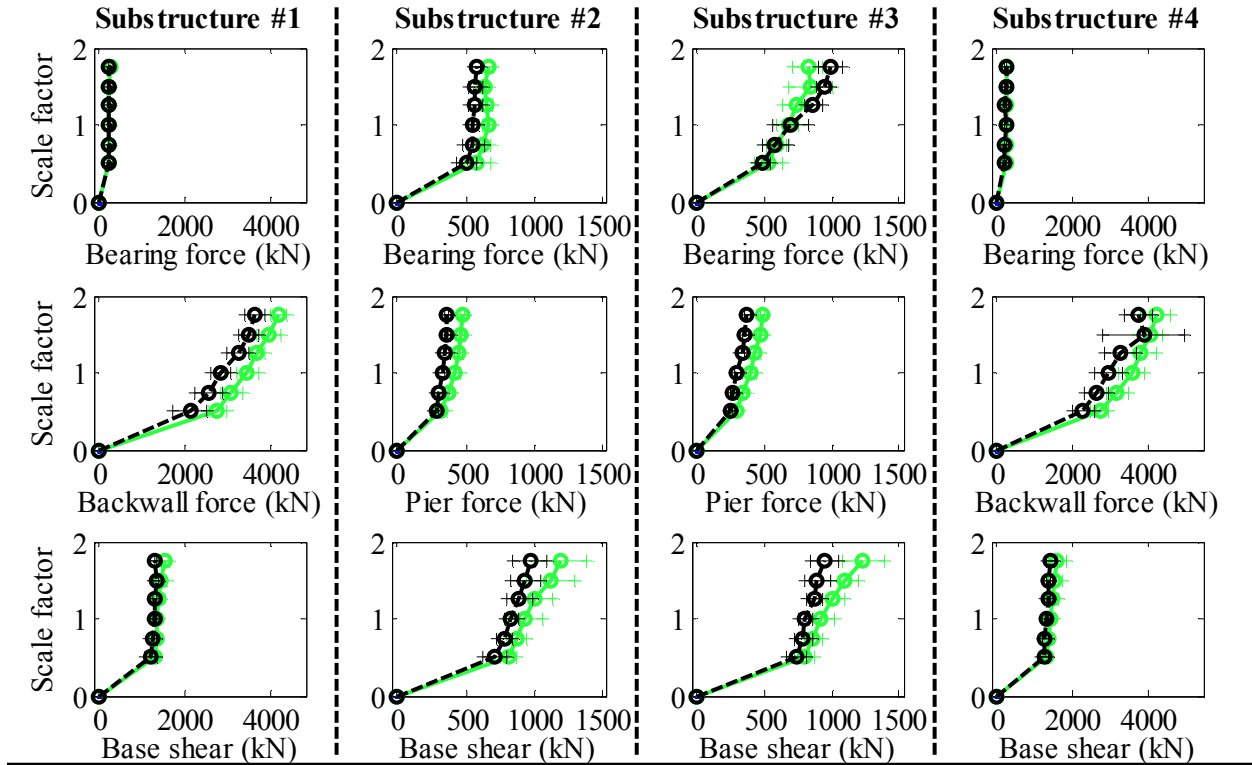 Substructure #1 Substructure #2 Substructure #3 Substructure #4
Scale factor
2
1
0
0 2000 4000
Bearing force (kN)
2
1
0
0 500 1000 1500
Bearing force (kN)
2
1
0
0 500 1000 1500
Bearing force (kN)
2
1
0
0 2000 4000
Bearing force (kN)
Scale factor
2
1
0
0 2000 4000
Backwall force (kN)
2
1
0
0 500 1000 1500
Pier force (kN)
2
1
0
0 500 1000 1500
Pier force (kN)
2
1
0
0 2000 4000
Backwall force (kN)
Scale factor
2
1
0
0 2000 4000
Base shear (kN)
2
1
0
0 500 1000 1500
Base shear (kN)
2
1
0
0 500 1000 1500
Base shear (kN)
2
1
0
0 2000 4000
Base shear (kN)